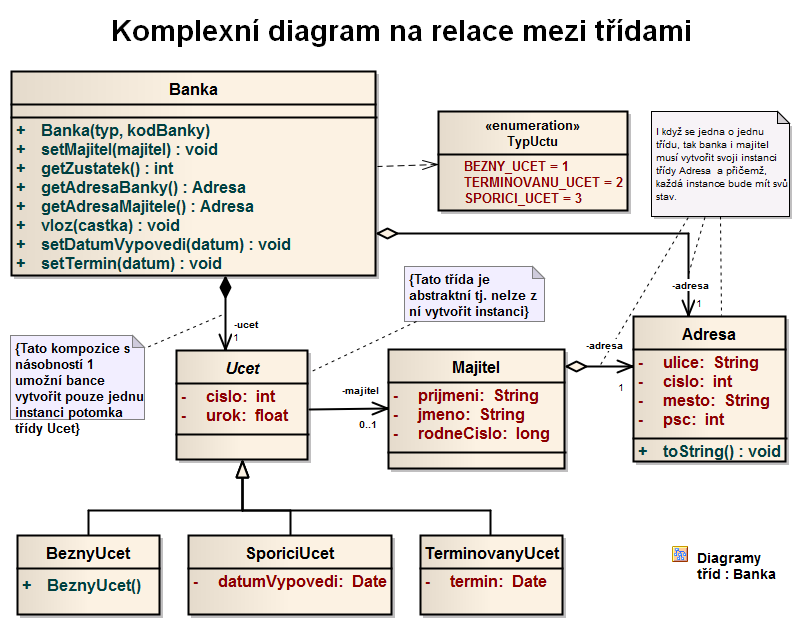 Komplexní diagram na relace mezi třídami
Banka
+ Banka(typ, kodBanky)
+ setMajitel(majitel) : void
+ getZustatek() : int
+ getAdresaBanky() : Adresa
+ getAdresaMajitele() : Adresa
+ vloz(castka) : void
+ setDatumVypovedi(datum) : void
+ setTermin(datum) : void
«enumeration»
TypUctu
BEZNY_UCET = 1
TERMINOVANU_UCET = 2
SPORICI_UCET = 3
I když se jedna o jednu
třídu, tak banka i majitel
musí vytvořit svoji instanci
třídy Adresa a přičemž,
každá instance bude mít svů
stav.
{Tato třída je
abstraktní tj. nelze z
ní vytvořit instanci}
-adresa
1
-ucet
1
{Tato kompozice s
násobností 1
umožní bance
vytvořit pouze jednu
instanci potomka
třídy Ucet}
Ucet
- cislo: int
- urok: float
-majitel
0..1
Majitel
- prijmeni: String
- jmeno: String
- rodneCislo: long
-adresa
1
Adresa
- ulice: String
- cislo: int
- mesto: String
- psc: int
+ toString() : void
BeznyUcet
+ BeznyUcet()
SporiciUcet
- datumVypovedi: Date
TerminovanyUcet
- termin: Date
Diagramy
tříd : Banka